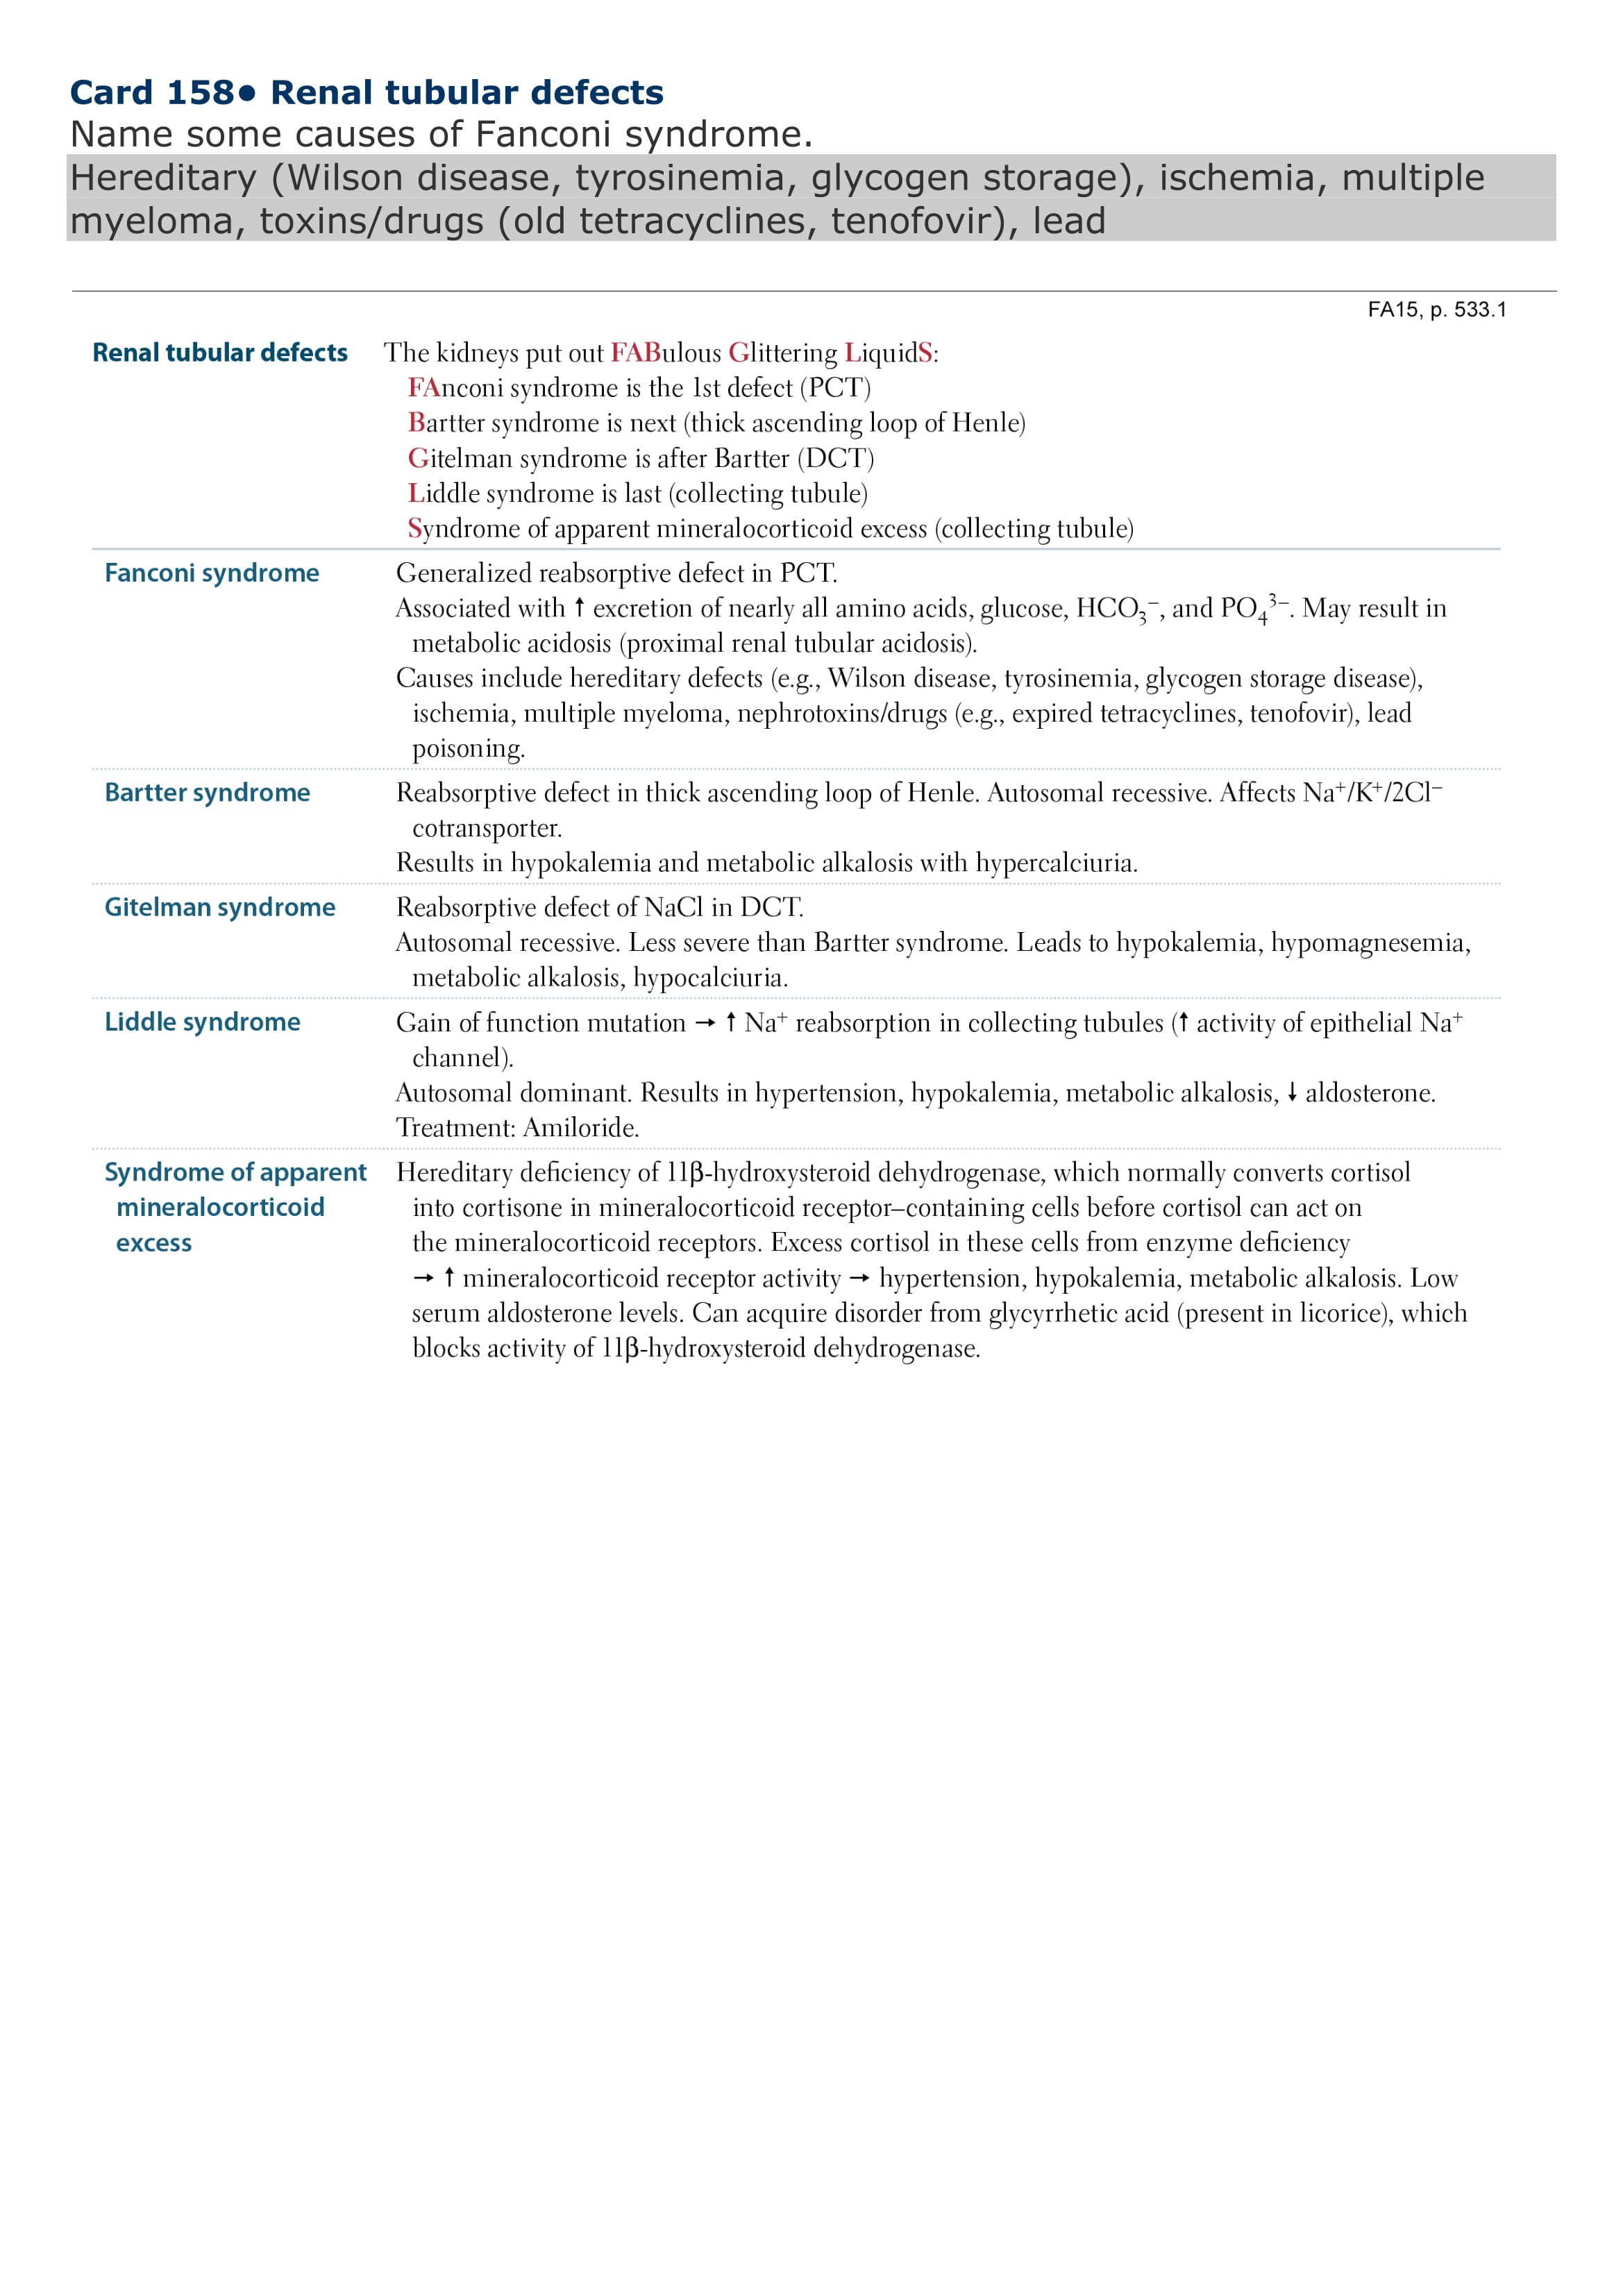 Card 158• Renal tubular defects
Name some causes of Fanconi syndrome.
Hereditary (Wilson disease, tyrosinemia, glycogen storage), ischemia, multiple
myeloma, toxins/drugs (old tetracyclines, tenofovir), lead
FA15, p. 533.1
Renal tubular defects The kidneys put out FABulous Glittering LiquidS:
FAnconi syndrome is the 1st defect (PCT)
Bartter syndrome is next (thick ascending loop of Henle)
Gitelman syndrome is after Bartter (DCT)
Liddle syndrome is last (collecting tubule)
Syndrome of apparent mineralocorticoid excess (collecting tubule)
Fanconi syndrome Generalized reabsorptive defect in PCT.
Associated with ↑ excretion of nearly all amino acids, glucose, HCO₃⁻, and PO₄³⁻. May result in
metabolic acidosis (proximal renal tubular acidosis).
Causes include hereditary defects (e.g., Wilson disease, tyrosinemia, glycogen storage disease),
ischemia, multiple myeloma, nephrotoxins/drugs (e.g., expired tetracyclines, tenofovir), lead
poisoning.
Bartter syndrome Reabsorptive defect in thick ascending loop of Henle. Autosomal recessive. Affects Na⁺/K⁺/2Cl⁻
cotransporter.
Results in hypokalemia and metabolic alkalosis with hypercalciuria.
Gitelman syndrome Reabsorptive defect of NaCl in DCT.
Autosomal recessive. Less severe than Bartter syndrome. Leads to hypokalemia, hypomagnesemia,
metabolic alkalosis, hypocalciuria.
Liddle syndrome Gain of function mutation → ↑ Na⁺ reabsorption in collecting tubules (↑ activity of epithelial Na⁺
channel).
Autosomal dominant. Results in hypertension, hypokalemia, metabolic alkalosis, ↓ aldosterone.
Treatment: Amiloride.
Syndrome of apparent Hereditary deficiency of 11β-hydroxysteroid dehydrogenase, which normally converts cortisol
mineralocorticoid into cortisone in mineralocorticoid receptor–containing cells before cortisol can act on
excess the mineralocorticoid receptors. Excess cortisol in these cells from enzyme deficiency
→ ↑ mineralocorticoid receptor activity → hypertension, hypokalemia, metabolic alkalosis. Low
serum aldosterone levels. Can acquire disorder from glycyrrhetic acid (present in licorice), which
blocks activity of 11β-hydroxysteroid dehydrogenase.